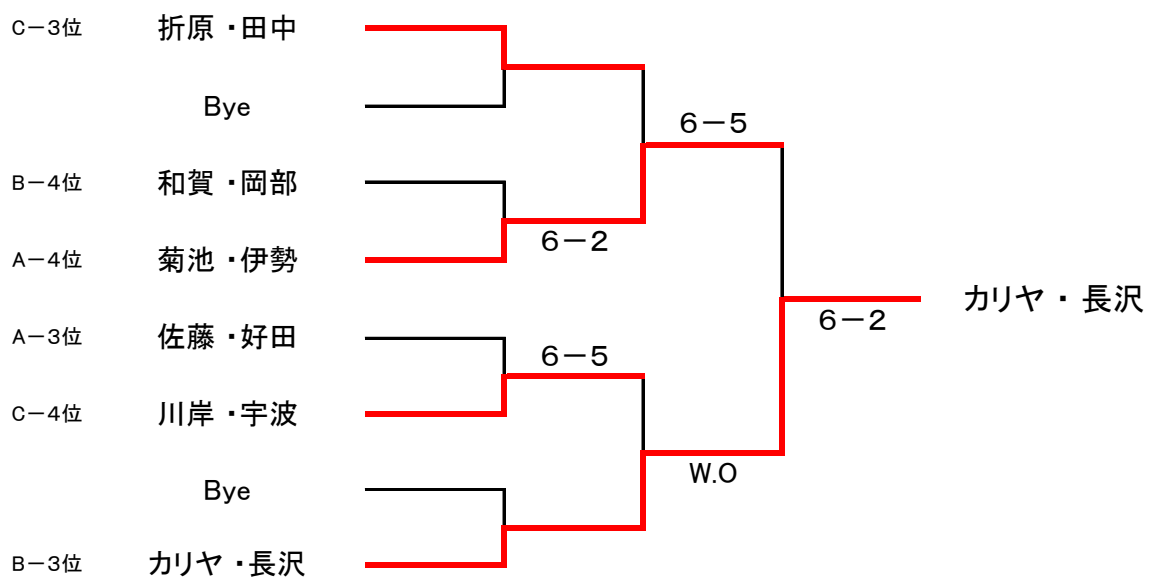 C－3位 折原 ・田中
Bye
6－5
B－4位 和賀 ・岡部
6－2
A－4位 菊池 ・伊勢
カリヤ ・ 長沢
6－2
A－3位 佐藤 ・好田
6－5
C－4位 川岸 ・宇波
W.O
Bye
B－3位 カリヤ ・長沢